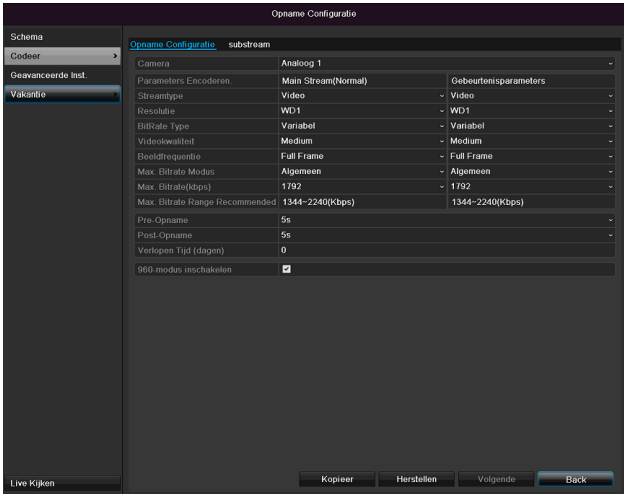 Opname Configuratie
Schema
Codeer
Geavanceerde Inst.
Vakantie
Live Kijken
Opname Configuratie substream
Camera Analoog 1
Parameters Encoderen. Main Stream(Normal) Gebeurtenisparameters
Streamtype Video Video
Resolutie WD1 WD1
BitRate Type Variabel Variabel
Videokwaliteit Medium Medium
Beeldfrequentie Full Frame Full Frame
Max. Bitrate Modus Algemeen Algemeen
Max. Bitrate(kbps) 1792 1792
Max. Bitrate Range Recommended 1344~2240(Kbps) 1344~2240(Kbps)
Pre-Opname 5s
Post-Opname 5s
Verlopen Tijd (dagen) 0
960-modus inschakelen
Kopieer Herstellen Volgende Back